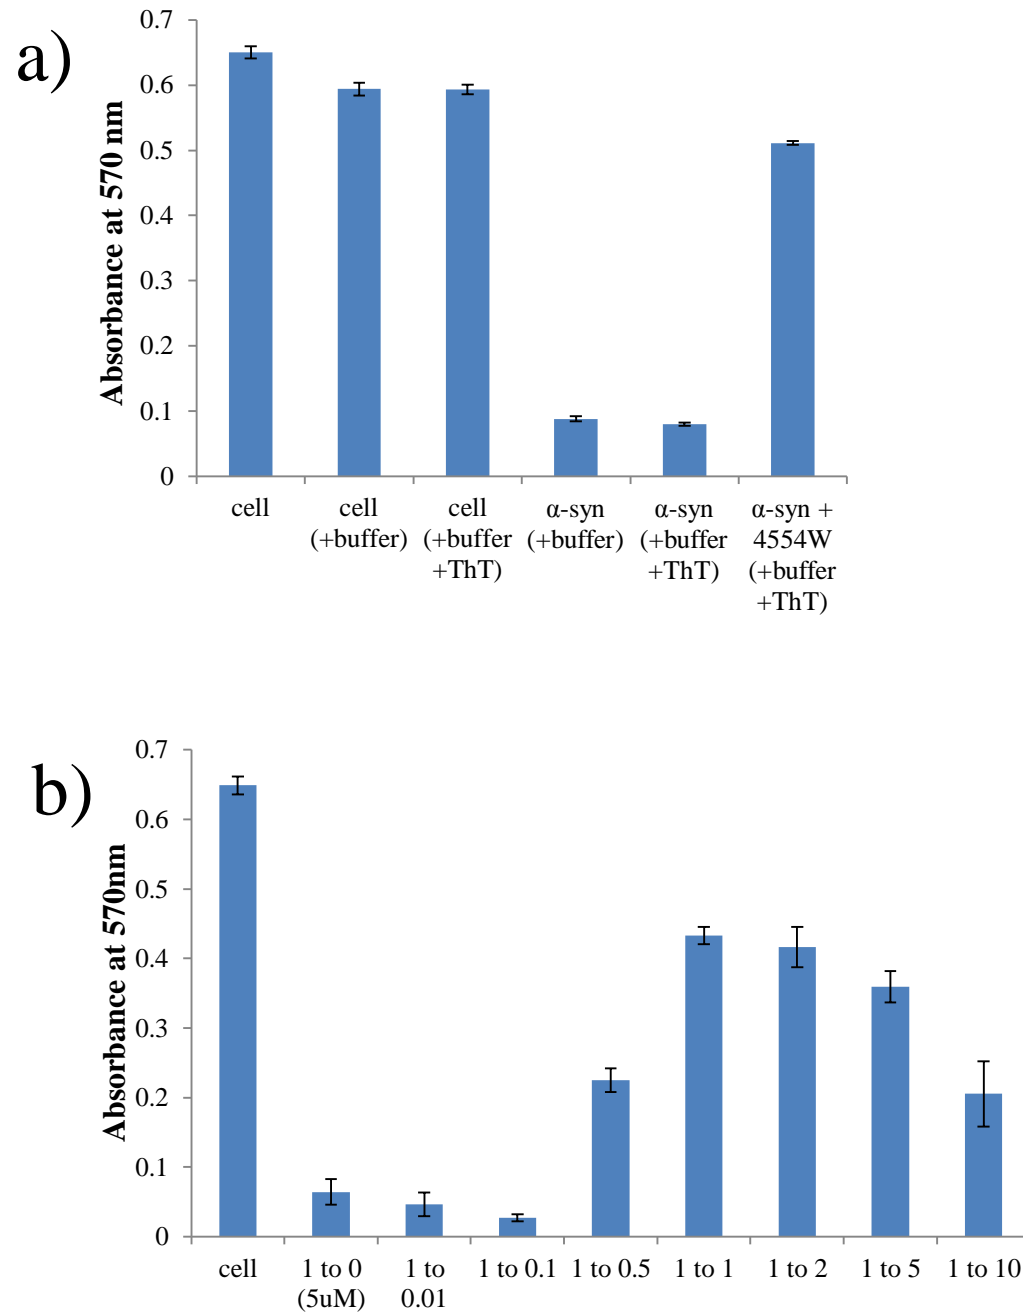 a)
Absorbance at 570 nm
0.7
0.6
0.5
0.4
0.3
0.2
0.1
0
cell
cell
(+buffer)
cell
(+buffer
+ThT)
α-syn
(+buffer)
α-syn
(+buffer
+ThT)
α-syn +
4554W
(+buffer
+ThT)
b)
Absorbance at 570nm
0.7
0.6
0.5
0.4
0.3
0.2
0.1
0
cell
1 to 0
(5uM)
1 to
0.01
1 to 0.1
1 to 0.5
1 to 1
1 to 2
1 to 5
1 to 10